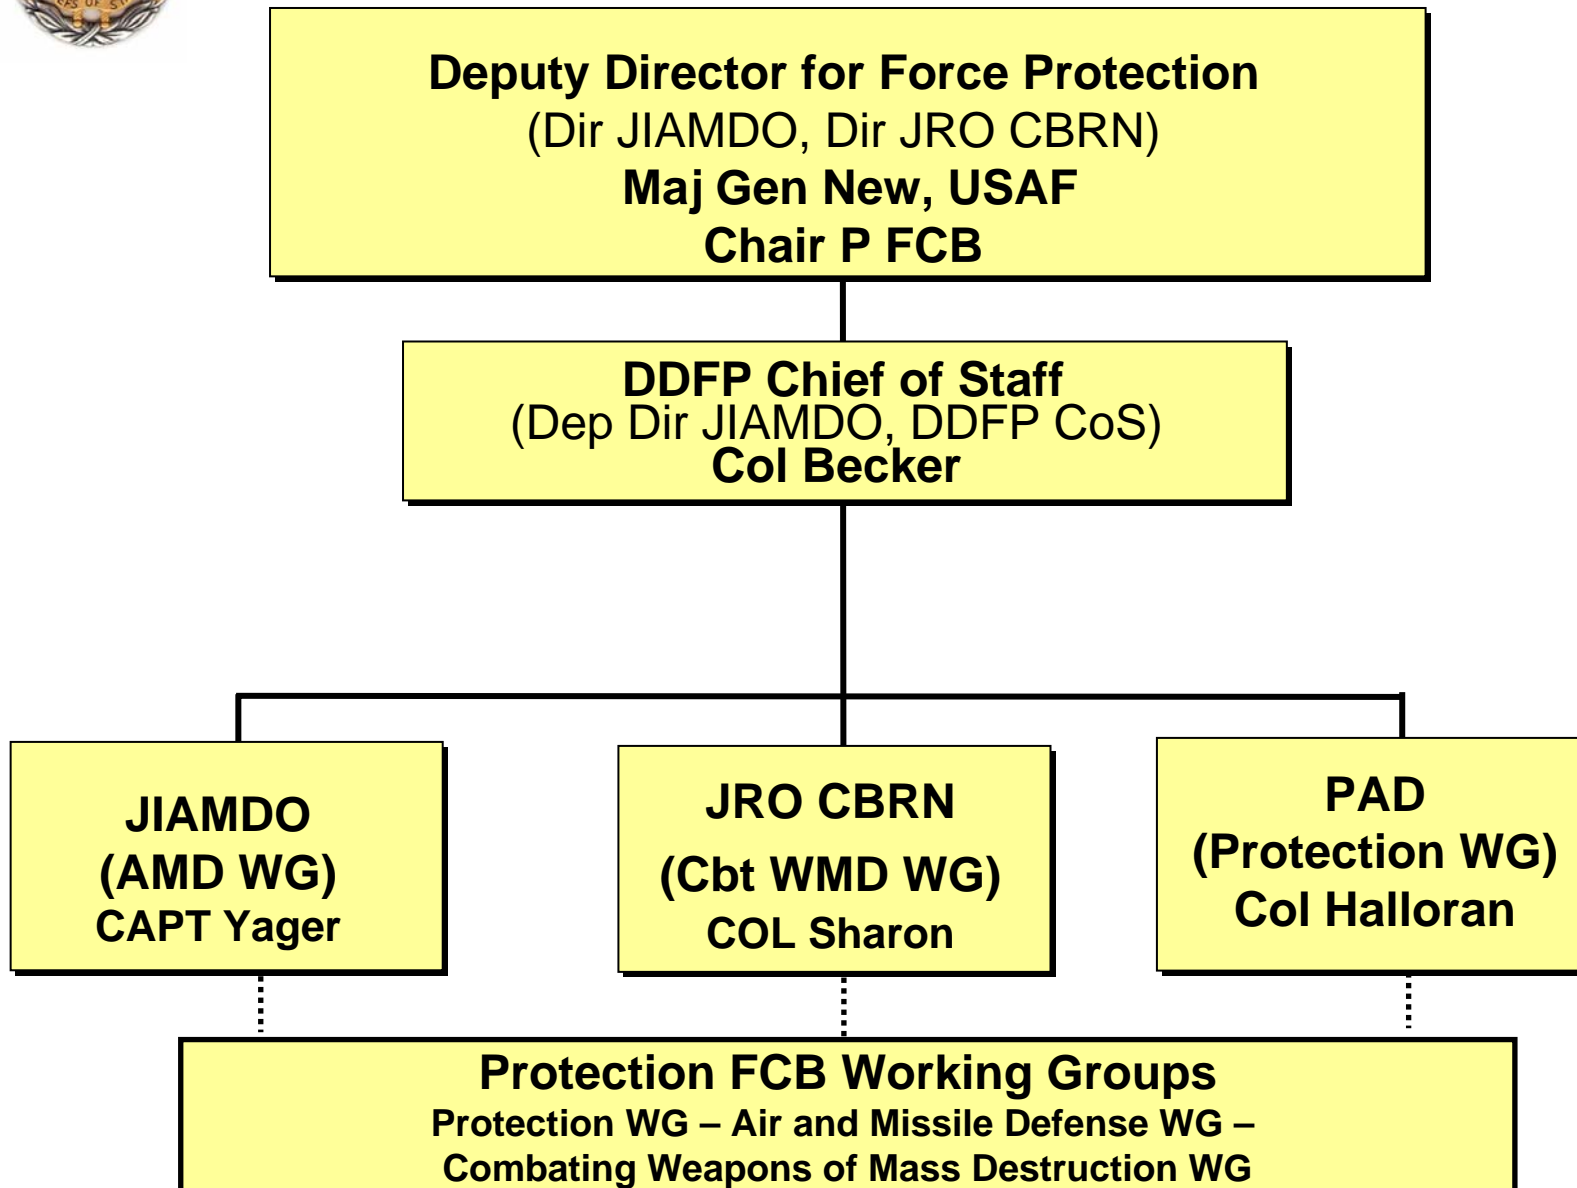 EFS OF ST
Deputy Director for Force Protection
(Dir JIAMDO, Dir JRO CBRN)
Maj Gen New, USAF
Chair P FCB
DDFP Chief of Staff
(Dep Dir JIAMDO, DDFP CoS)
Col Becker
JIAMDO
(AMD WG)
CAPT Yager
JRO CBRN
(Cbt WMD WG)
COL Sharon
PAD
(Protection WG)
Col Halloran
Protection FCB Working Groups
Protection WG – Air and Missile Defense WG –
Combating Weapons of Mass Destruction WG